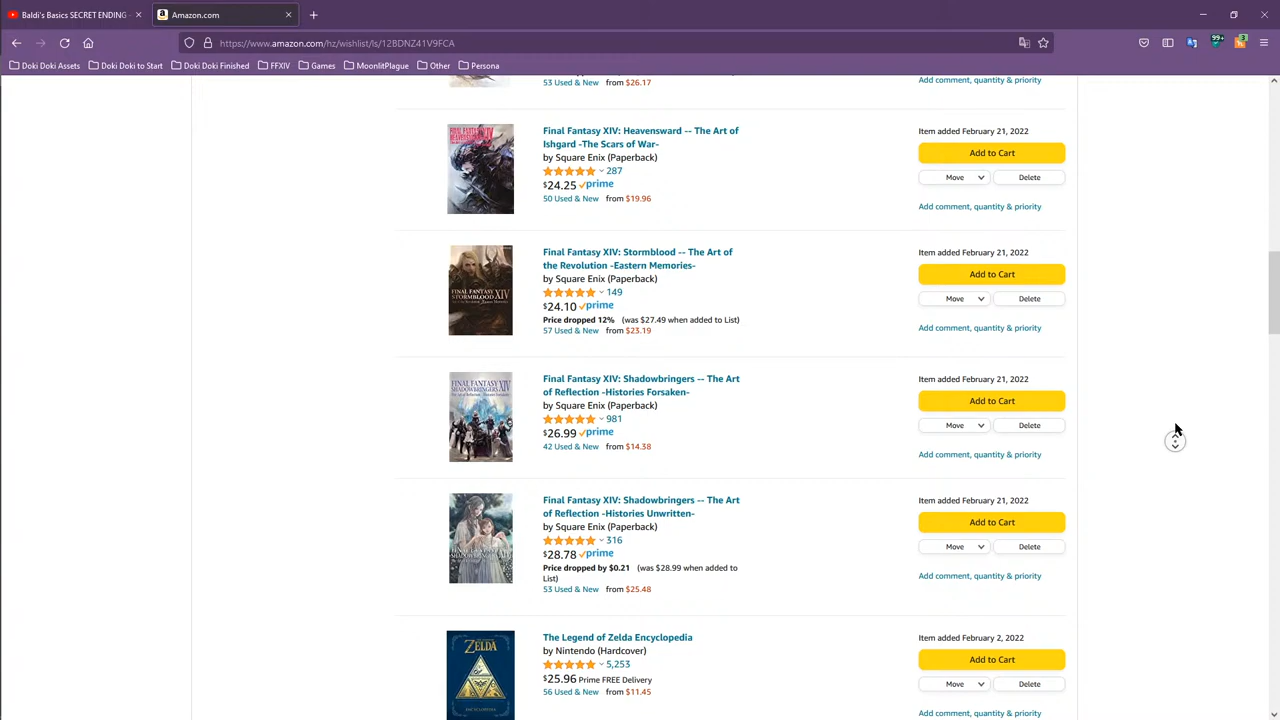 Baldi's Basics SECRET ENDING -
Amazon.com
https://www.amazon.com/hz/wishlist/ls/12BDNZ41V9FCA
Doki Doki Assets
Doki Doki to Start
Doki Doki Finished
FFXIV
Games
MoonlitPlague
Other
Persona
53 Used & New from $26.17
Add comment, quantity & priority
Final Fantasy XIV: Heavensward -- The Art of
Ishgard -The Scars of War-
by Square Enix (Paperback)
287
$24.25 prime
50 Used & New from $19.96
Item added February 21, 2022
Add to Cart
Move
Delete
Add comment, quantity & priority
Final Fantasy XIV: Stormblood -- The Art of
the Revolution -Eastern Memories-
by Square Enix (Paperback)
149
$24.10 prime
Price dropped 12% (was $27.49 when added to List)
57 Used & New from $23.19
Item added February 21, 2022
Add to Cart
Move
Delete
Add comment, quantity & priority
Final Fantasy XIV: Shadowbringers -- The Art
of Reflection -Histories Forsaken-
by Square Enix (Paperback)
981
$26.99 prime
42 Used & New from $14.38
Item added February 21, 2022
Add to Cart
Move
Delete
Add comment, quantity & priority
Final Fantasy XIV: Shadowbringers -- The Art
of Reflection -Histories Unwritten-
by Square Enix (Paperback)
316
$28.78 prime
Price dropped by $0.21 (was $28.99 when added to
List)
53 Used & New from $25.48
Item added February 21, 2022
Add to Cart
Move
Delete
Add comment, quantity & priority
ZELDA
The Legend of Zelda Encyclopedia
by Nintendo (Hardcover)
5,253
$25.96 Prime FREE Delivery
56 Used & New from $11.45
Item added February 2, 2022
Add to Cart
Move
Delete
Add comment, quantity & priority